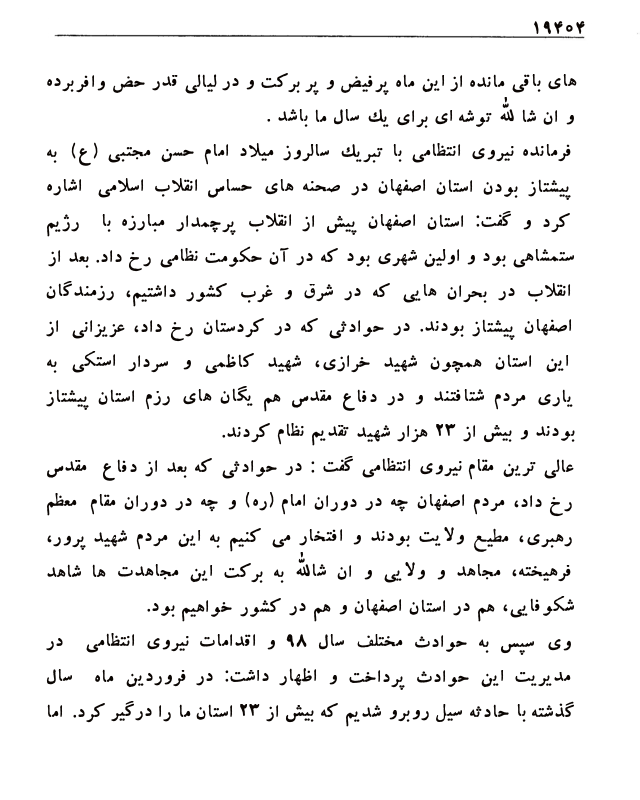 ۱۹۴۰۴
های باقی مانده از این ماه پرفیض و پر برکت و در لیالی قدر حض وافر برده
و ان شا الله توشه ای برای یك سال ما باشد .
فرمانده نیروی انتظامی با تبریك سالروز میلاد امام حسن مجتبی (ع) به
پیشتاز بودن استان اصفهان در صحنه های حساس انقلاب اسلامی اشاره
کرد و گفت: استان اصفهان پیش از انقلاب پرچمدار مبارزه با رژیم
ستمشاهی بود و اولین شهری بود که در آن حکومت نظامی رخ داد. بعد از
انقلاب در بحران هایی که در شرق و غرب کشور داشتیم، رزمندگان
اصفهان پیشتاز بودند. در حوادثی که در کردستان رخ داد، عزیزانی از
این استان همچون شهید خرازی، شهید کاظمی و سردار استکی به
یاری مردم شتافتند و در دفاع مقدس هم یگان های رزم استان پیشتاز
بودند و بیش از ۲۳ هزار شهید تقدیم نظام کردند.
عالی ترین مقام نیروی انتظامی گفت : در حوادثی که بعد از دفاع مقدس
رخ داد، مردم اصفهان چه در دوران امام (ره) و چه در دوران مقام معظم
رهبری، مطیع ولایت بودند و افتخار می کنیم به این مردم شهید پرور،
فرهیخته، مجاهد و ولایی و ان شالله به برکت این مجاهدت ها شاهد
شکوفایی، هم در استان اصفهان و هم در کشور خواهیم بود.
وی سپس به حوادث مختلف سال ۹۸ و اقدامات نیروی انتظامی در
مدیریت این حوادث پرداخت و اظهار داشت: در فروردین ماه سال
گذشته با حادثه سیل روبرو شدیم که بیش از ۲۳ استان ما را درگیر کرد. اما